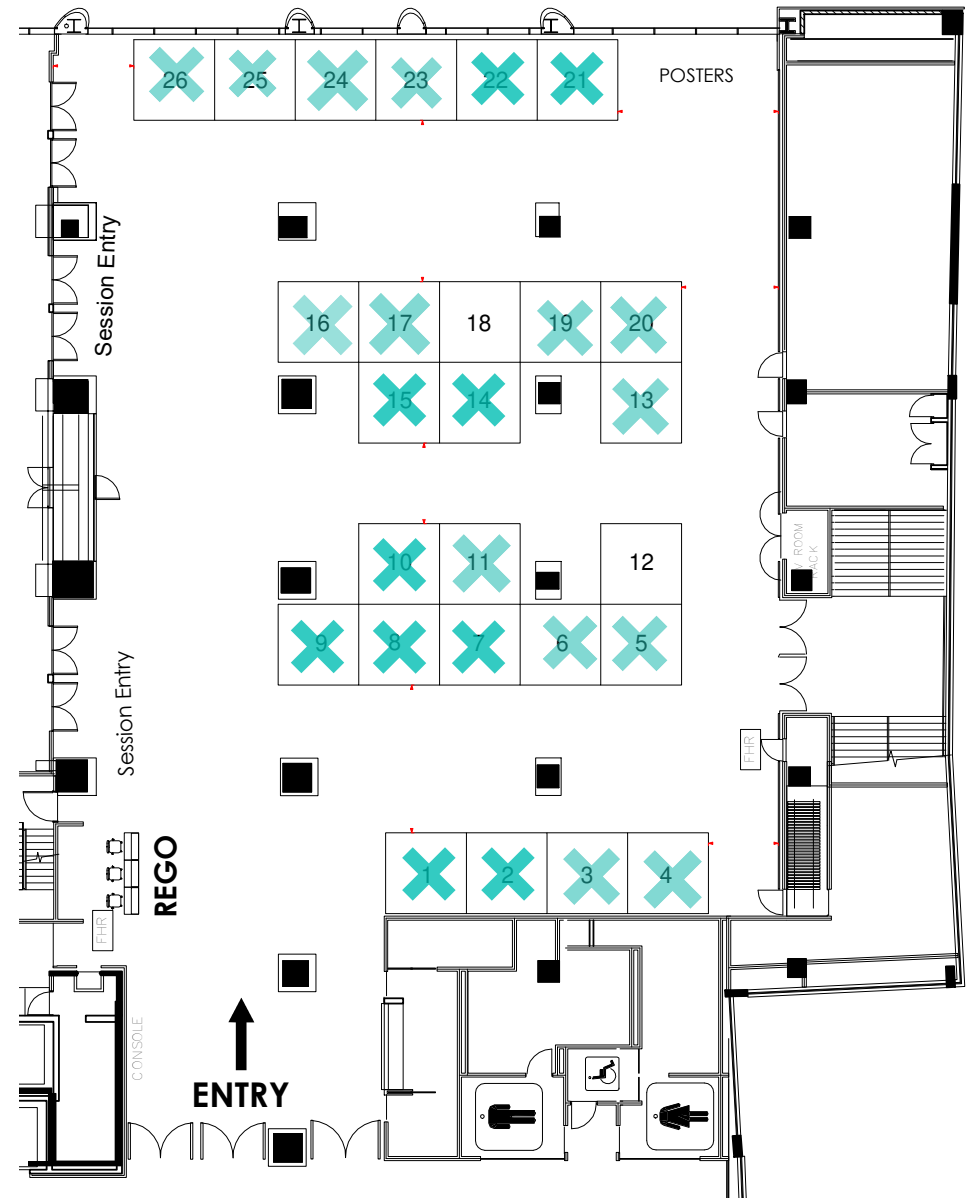 26 25 24 23 22 21
POSTERS
Session Entry
16 17 18 19 20
15 14 13
10 11 12
ROOM
9 8 7 6 5
Session Entry
FHR
REGO
1 2 3 4
FHR
CONSOLE
ENTRY